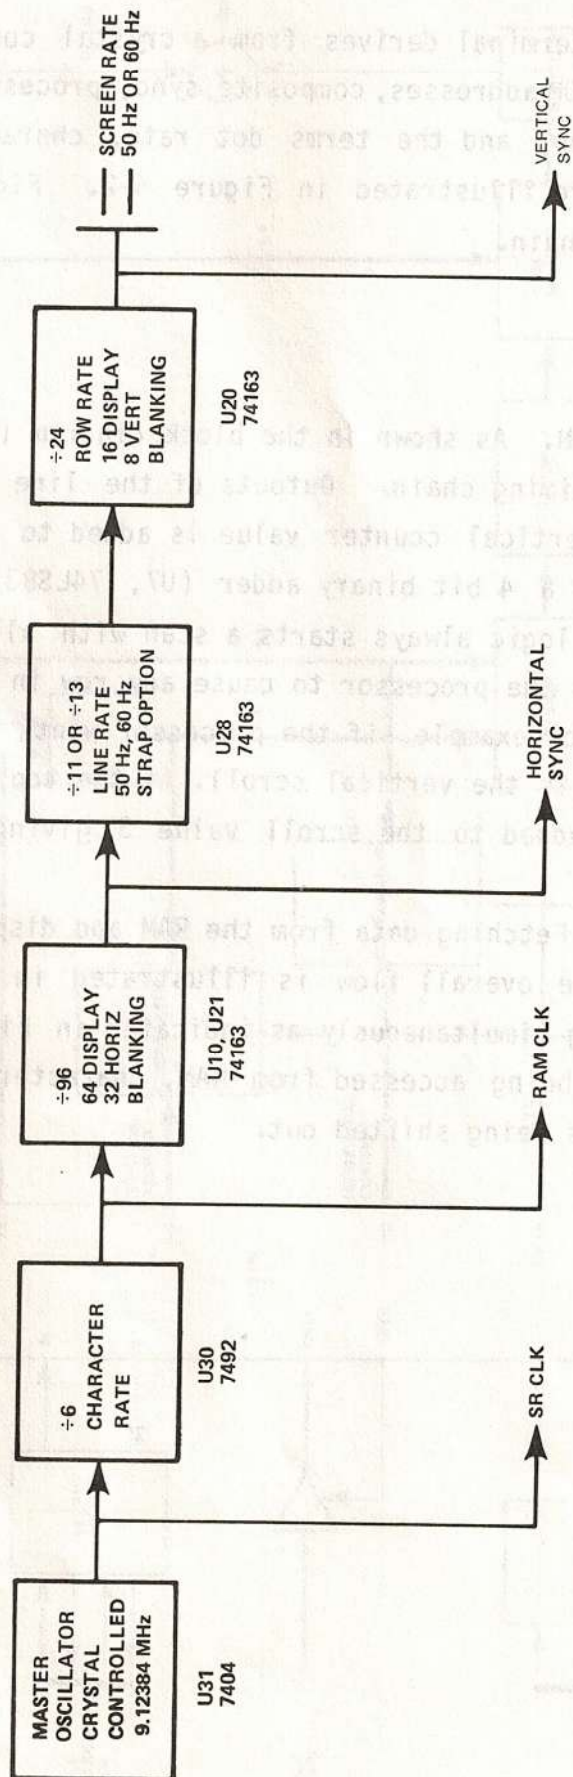 MASTER
OSCILLATOR
CRYSTAL
CONTROLLED
9.12384 MHz
U31
7404
SR CLK
÷6
CHARACTER
RATE
U30
7492
RAM CLK
÷96
64 DISPLAY
32 HORIZ
BLANKING
U10, U21
74163
HORIZONTAL
SYNC
÷11 OR ÷13
LINE RATE
50 Hz, 60 Hz
STRAP OPTION
U28
74163
÷24
ROW RATE
16 DISPLAY
8 VERT
BLANKING
U20
74163
VERTICAL
SYNC
SCREEN RATE
50 Hz OR 60 Hz